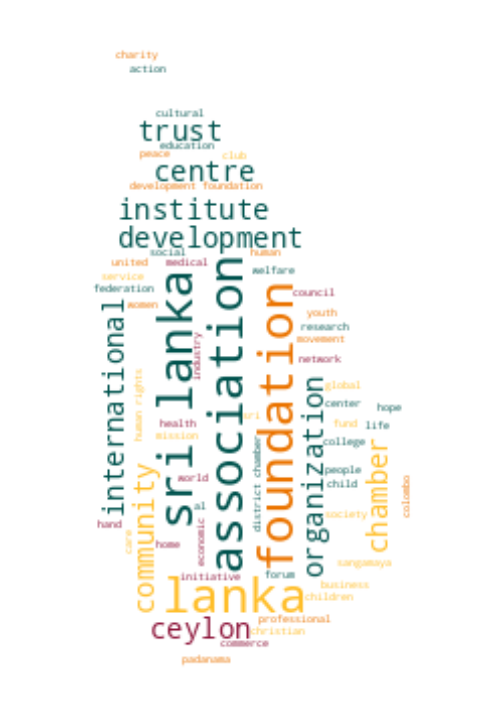 charity
action
cultural
trust
education
peace
club
centre
development foundation
institute
development
social
human
united
medical
welfare
service
federation
council
women
youth
research
movement
international
sri lanka
association
foundation
industry
network
human rights
organization
global
center
hope
sri
fund
life
health
mission
college
district chamber
chamber
community
world
people
child
colombo
al
society
hand
care
economic
home
sangamaya
initiative
forum
business
lanka
children
ceylon
professional
christian
commerce
padanama